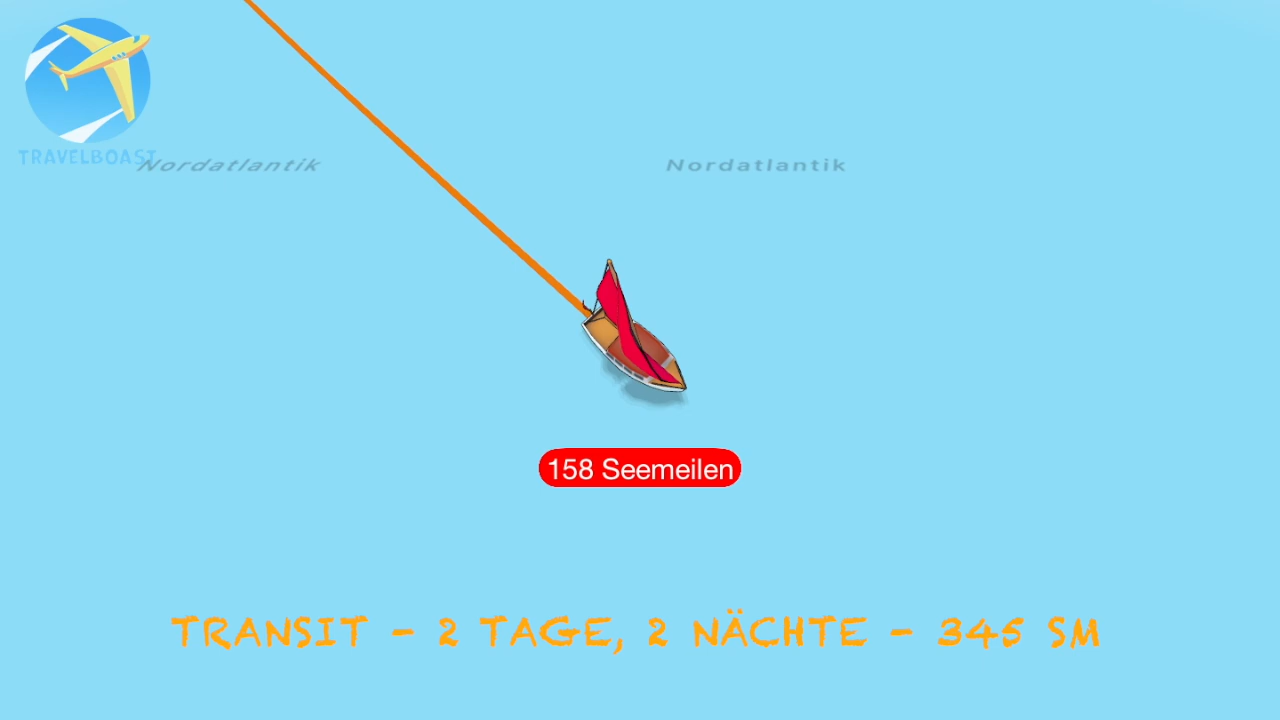 TRAVELBOAST
Nordatlantik
Nordatlantik
158 Seemeilen
TRANSIT - 2 TAGE, 2 NÄCHTE - 345 SM